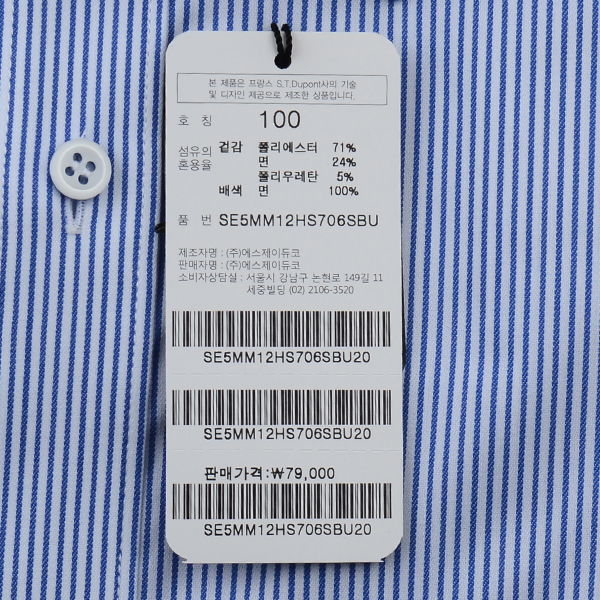 본 제품은 프랑스 S.T.Dupont사의 기술
및 디자인 제공으로 제조한 상품입니다.
호 칭 100
섬유의 혼용율 겉감 폴리에스터 71%
면 24%
폴리우레탄 5%
배색 면 100%
품 번 SE5MM12HS706SBU
제조자명 : (주)에스제이듀코
판매자명 : (주)에스제이듀코
소비자상담실 : 서울시 강남구 논현로 149길 11
세중빌딩 (02) 2106-3520
SE5MM12HS706SBU20
SE5MM12HS706SBU20
판매가격:₩79,000
SE5MM12HS706SBU20